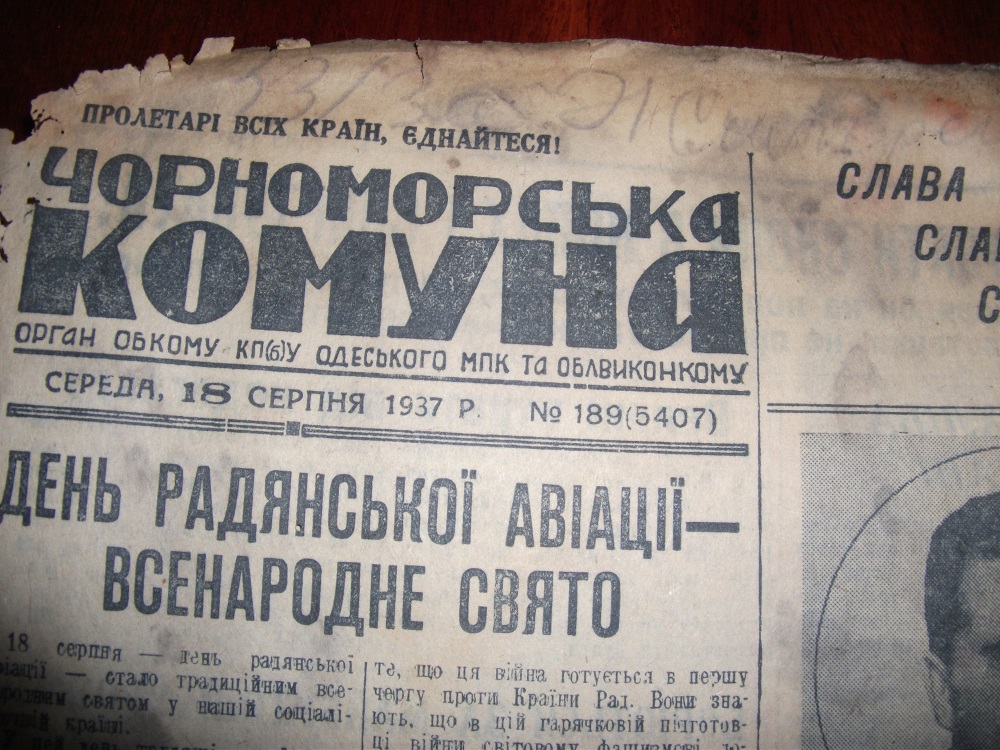 ПРОЛЕТАРІ ВСІХ КРАЇН, ЄДНАЙТЕСЯ!
ЧОРНОМОРСЬКА
КОМУНА
ОРГАН ОБКОМУ КП(б)У ОДЕСЬКОГО МПК ТА ОБЛВИКОНКОМУ
СЕРЕДА, 18 СЕРПНЯ 1937 Р. № 189(5407)
СЛАВА
СЛА
С
ДЕНЬ РАДЯНСЬКОЇ АВІАЦІЇ—
ВСЕНАРОДНЕ СВЯТО
18 серпня — день радянської
авіації — стало традиційним все-
родним святом у нашій соціалі-
країні.
те, що ця війна готується в першу
чергу проти Країни Рад. Вони зна-
ють, що в цій гарячковій підготов-
ці війни світовому фашизмові